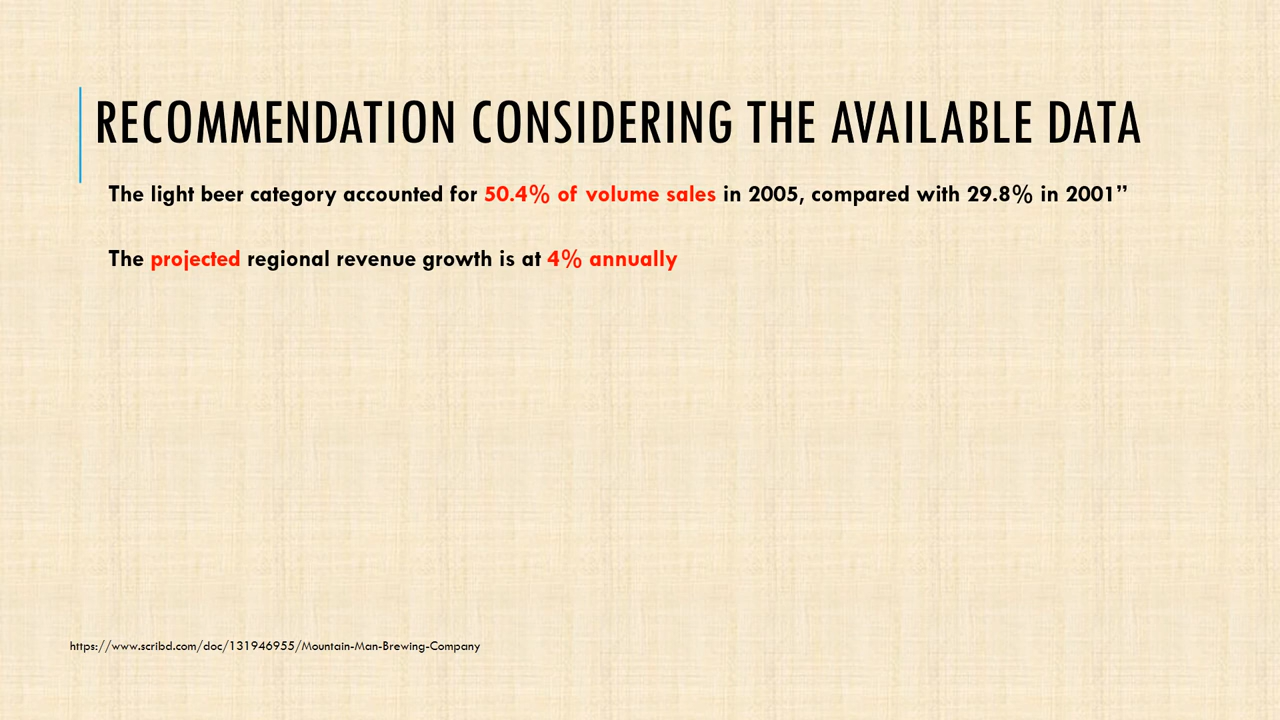 RECOMMENDATION CONSIDERING THE AVAILABLE DATA
The light beer category accounted for 50.4% of volume sales in 2005, compared with 29.8% in 2001”
The projected regional revenue growth is at 4% annually
https://www.scribd.com/doc/131946955/Mountain-Man-Brewing-Company